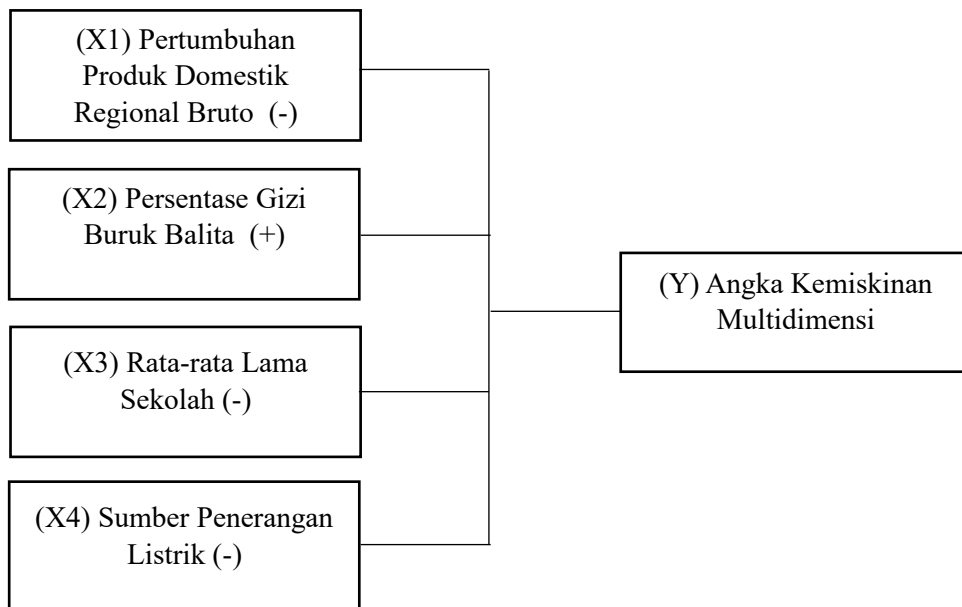 (X1) Pertumbuhan
Produk Domestik
Regional Bruto (-)
(X2) Persentase Gizi
Buruk Balita (+)
(X3) Rata-rata Lama
Sekolah (-)
(X4) Sumber Penerangan
Listrik (-)
(Y) Angka Kemiskinan
Multidimensi